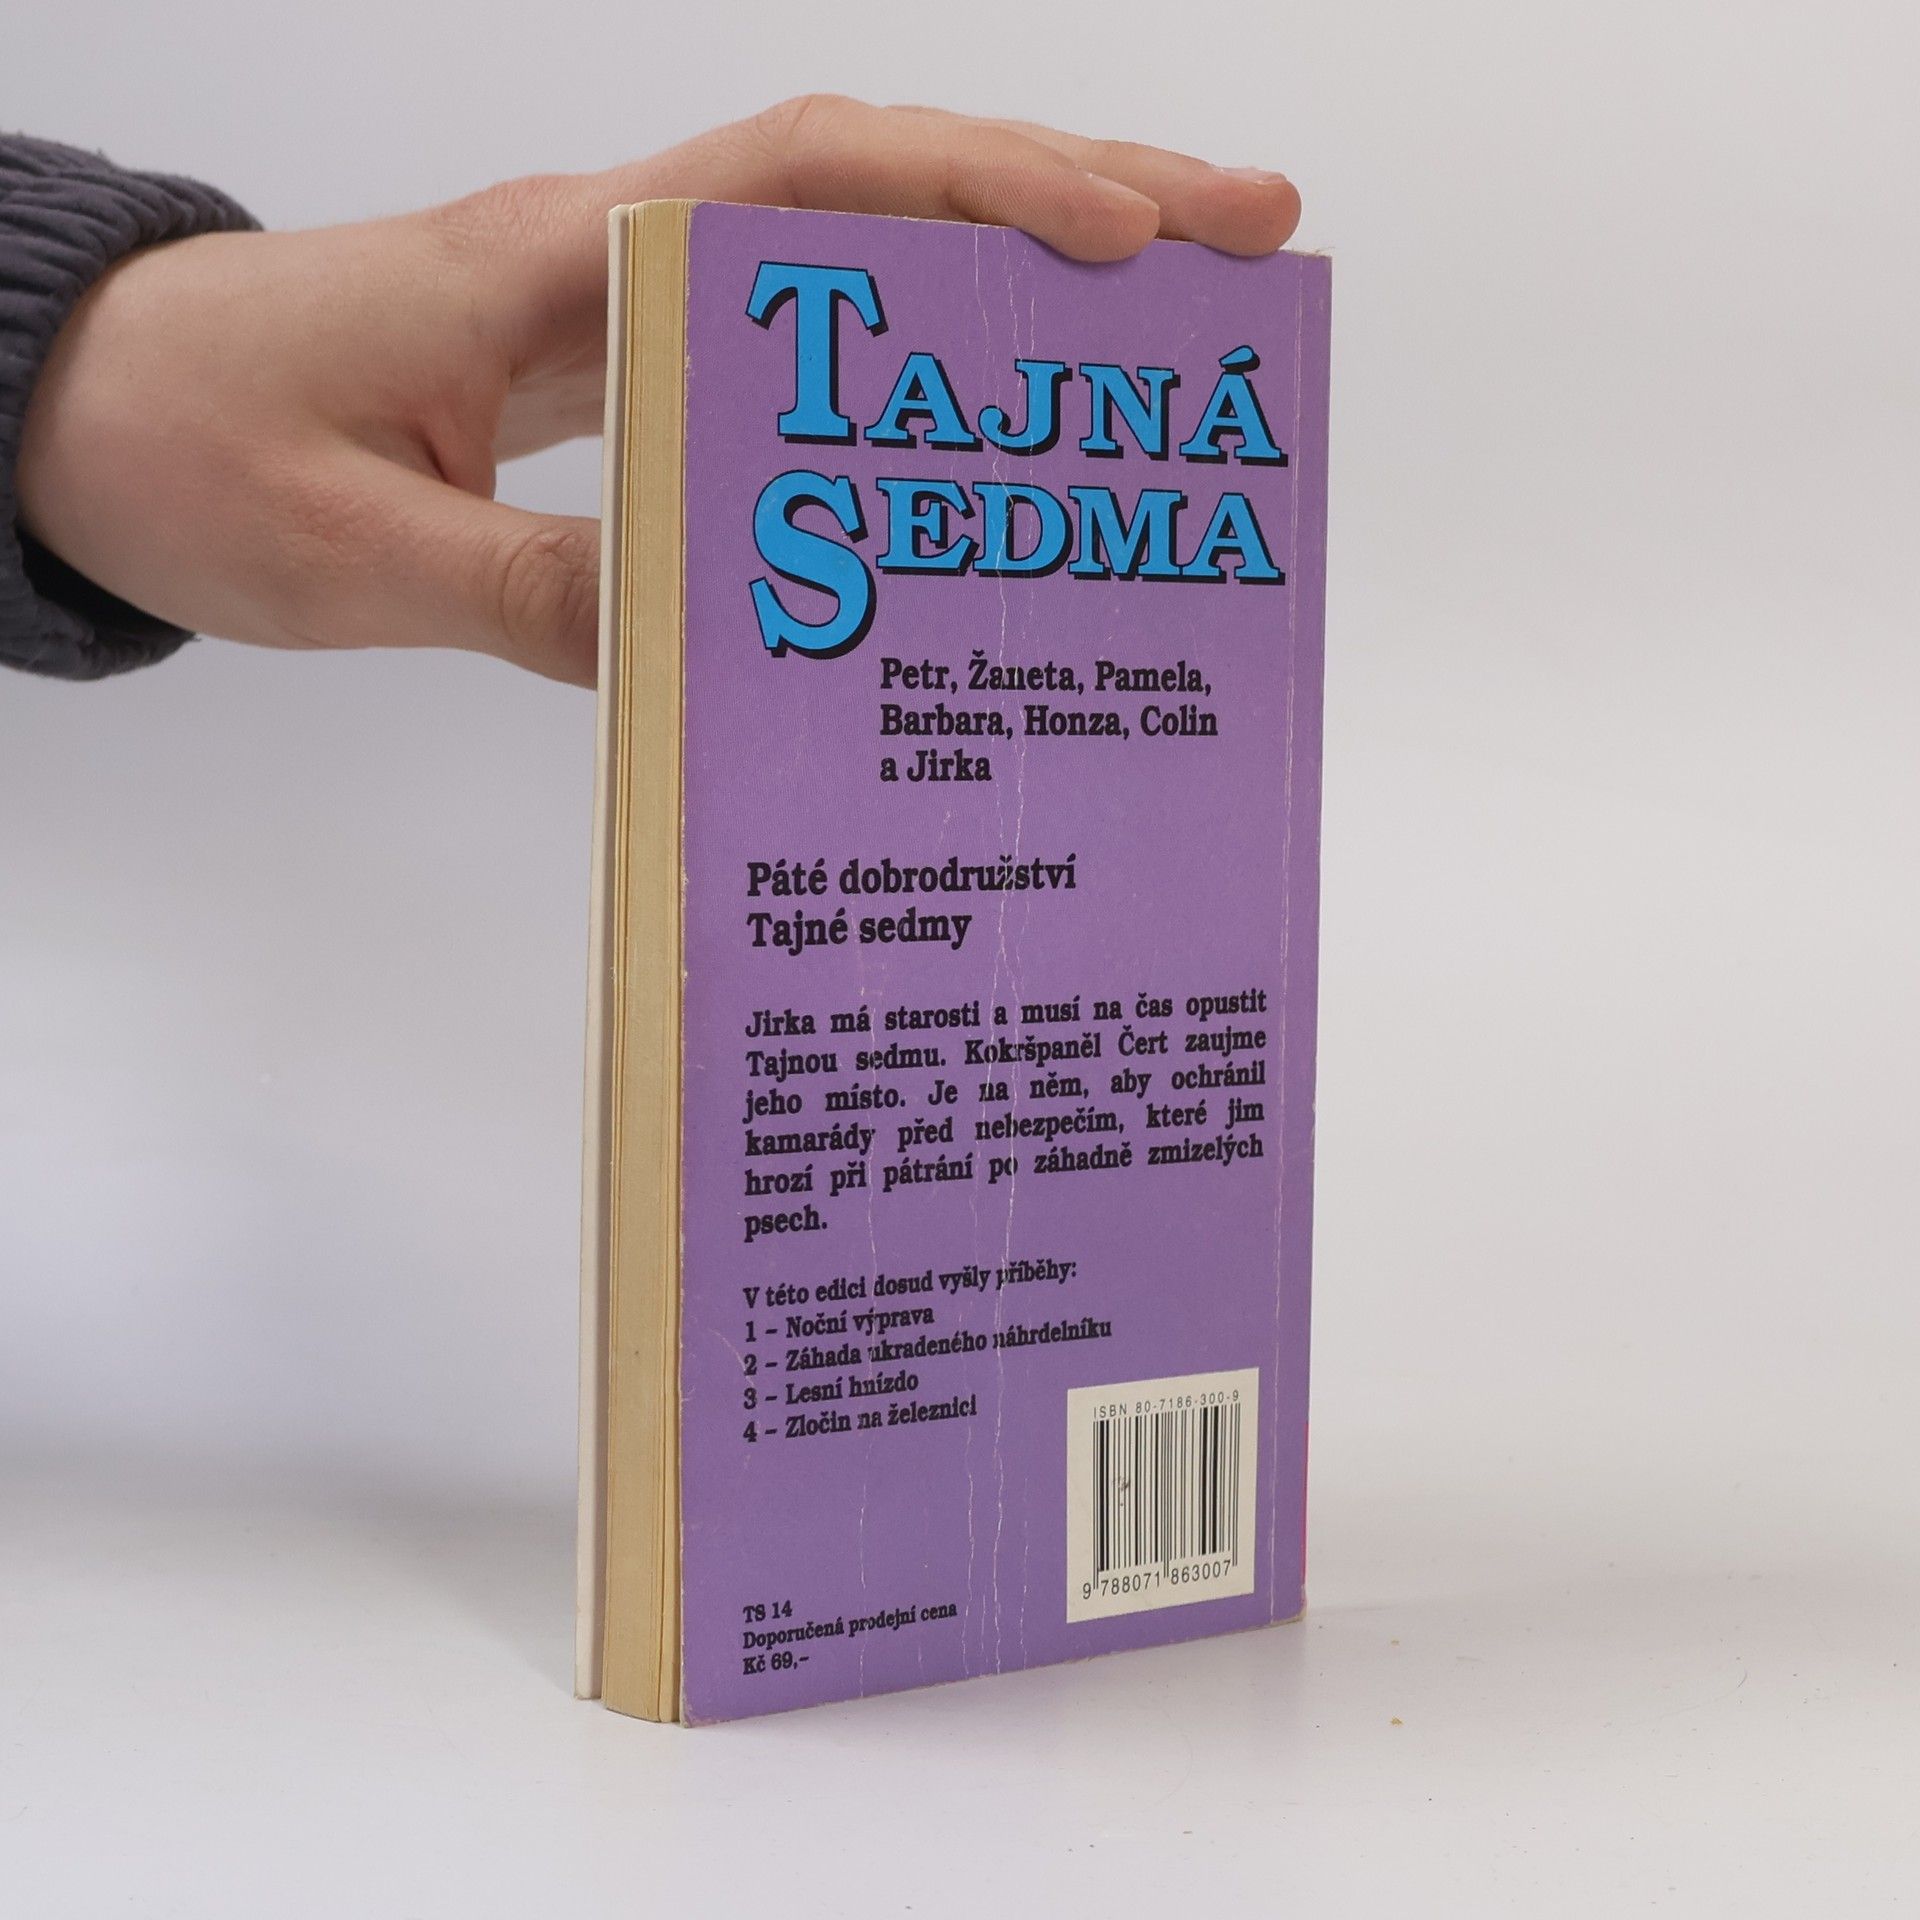 TAJNÁ
SEDMA
Petr, Žaneta, Pamela,
Barbara, Honza, Colin
a Jirka
Páté dobrodružství
Tajné sedmy
Jirka má starosti a musí na čas opustit
Tajnou sedmu. Kokršpaněl Čert zaujme
jeho místo. Je na něm, aby ochránil
kamarády před nebezpečím, které jim
hrozí při pátrání po záhadně zmizelých
psech.
V této edici dosud vyšly příběhy:
1 – Noční výprava
2 – Záhada ukradeného náhrdelníku
3 – Lesní hnízdo
4 – Zločin na železnici
ISBN 80-7186-300-9
9 788071 863007
TS 14
Doporučená prodejní cena
Kč 69,–